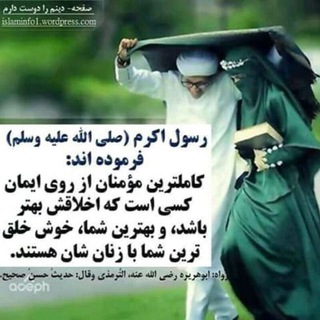 صفحه- دینم را دوست دارم
islaminfo1.wordpress.com
رسول اکرم (صلی الله علیه وسلم)
فرموده اند:
کاملترین مؤمنان از روی ایمان
کسی است که اخلاقش بهتر
باشد، و بهترین شما، خوش خلق
ترین شما با زنان شان هستند.
رواه: ابوهریره رضی الله عنه، الترمذی وقال: حدیث حسن صحیح.
aceph